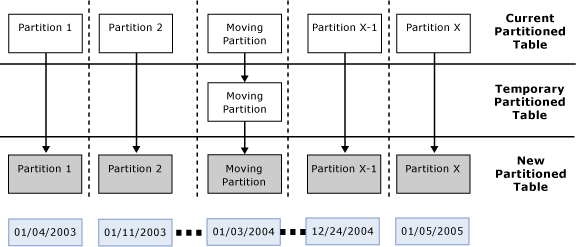 Partition 1
Partition 2
Moving
Partition
Partition X-1
Partition X
Current
Partitioned
Table
Moving
Partition
Temporary
Partitioned
Table
Partition 1
Partition 2
Moving
Partition
Partition X-1
Partition X
New
Partitioned
Table
01/04/2003
01/11/2003
01/03/2004
12/24/2004
01/05/2005